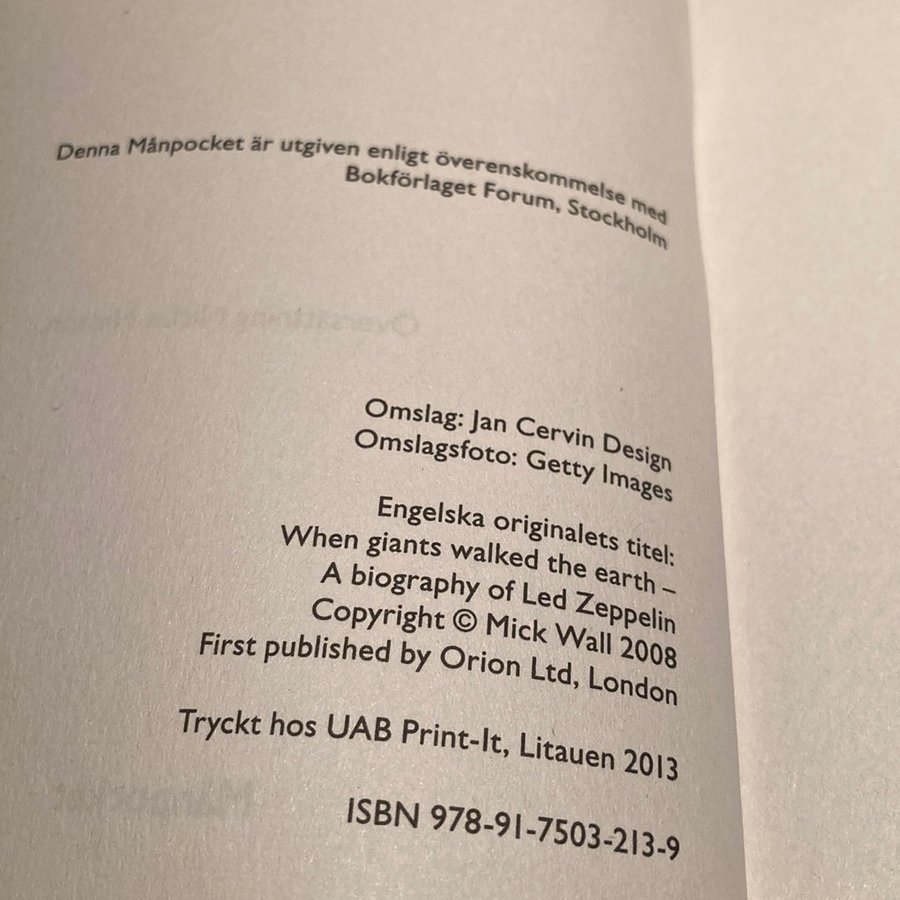 Denna Månpocket är utgiven enligt överenskommelse med
Bokförlaget Forum, Stockholm
Omslag: Jan Cervin Design
Omslagsfoto: Getty Images
Engelska originalets titel:
When giants walked the earth –
A biography of Led Zeppelin
Copyright © Mick Wall 2008
First published by Orion Ltd, London
Tryckt hos UAB Print-It, Litauen 2013
ISBN 978-91-7503-213-9